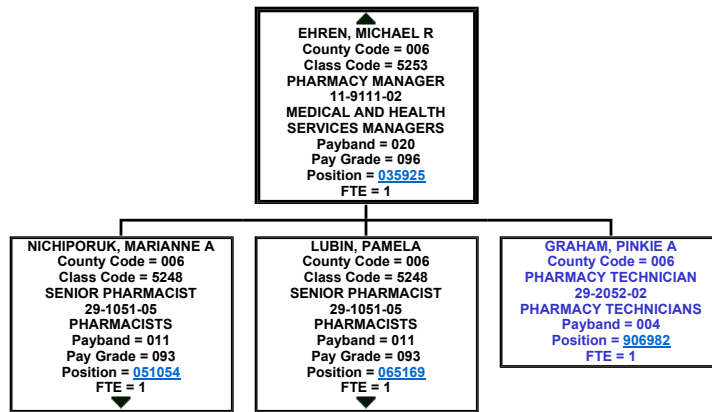 EHREN, MICHAEL R
County Code = 006
Class Code = 5253
PHARMACY MANAGER
11-9111-02
MEDICAL AND HEALTH
SERVICES MANAGERS
Payband = 020
Pay Grade = 096
Position = 035925
FTE = 1
NICHIPORUK, MARIANNE A
County Code = 006
Class Code = 5248
SENIOR PHARMACIST
29-1051-05
PHARMACISTS
Payband = 011
Pay Grade = 093
Position = 051054
FTE = 1
LUBIN, PAMELA
County Code = 006
Class Code = 5248
SENIOR PHARMACIST
29-1051-05
PHARMACISTS
Payband = 011
Pay Grade = 093
Position = 065169
FTE = 1
GRAHAM, PINKIE A
County Code = 006
PHARMACY TECHNICIAN
29-2052-02
PHARMACY TECHNICIANS
Payband = 004
Position = 906982
FTE = 1